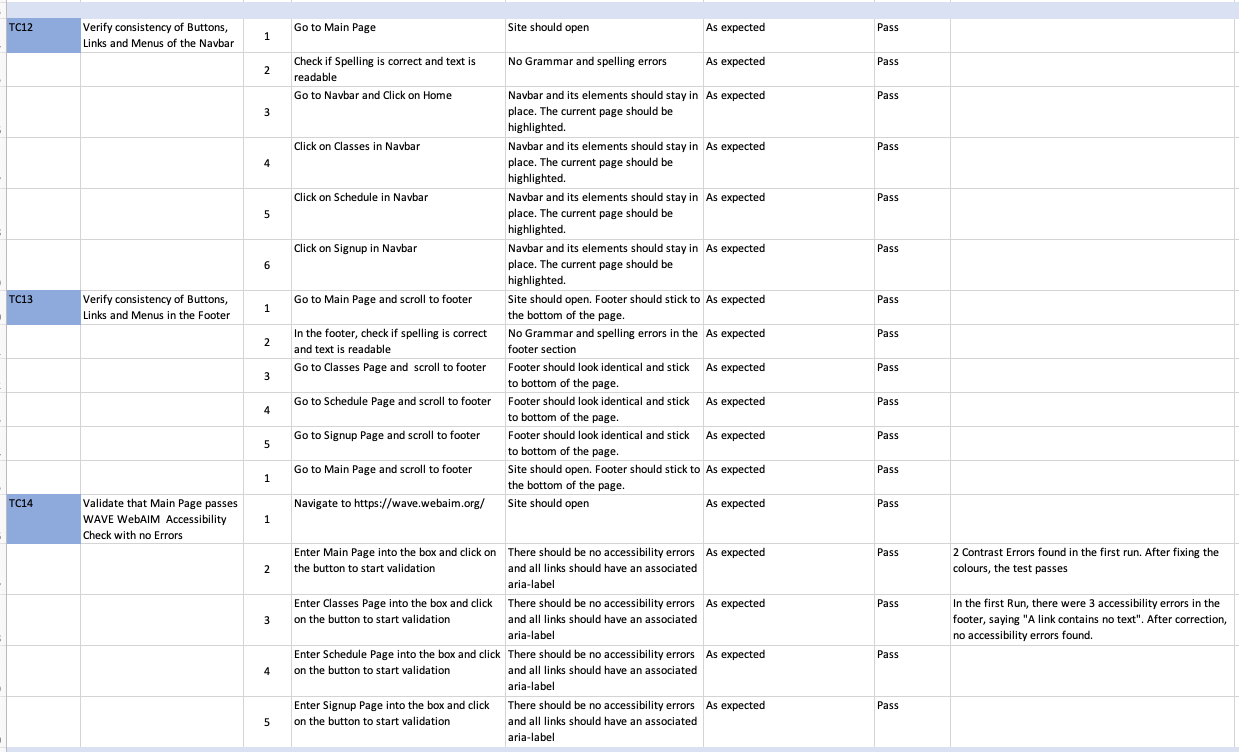 TC12 Verify consistency of Buttons, Links and Menus of the Navbar 1 Go to Main Page Site should open As expected Pass
2 Check if Spelling is correct and text is readable No Grammar and spelling errors As expected Pass
3 Go to Navbar and Click on Home Navbar and its elements should stay in place. The current page should be highlighted. As expected Pass
4 Click on Classes in Navbar Navbar and its elements should stay in place. The current page should be highlighted. As expected Pass
5 Click on Schedule in Navbar Navbar and its elements should stay in place. The current page should be highlighted. As expected Pass
6 Click on Signup in Navbar Navbar and its elements should stay in place. The current page should be highlighted. As expected Pass
TC13 Verify consistency of Buttons, Links and Menus in the Footer 1 Go to Main Page and scroll to footer Site should open. Footer should stick to the bottom of the page. As expected Pass
2 In the footer, check if spelling is correct and text is readable No Grammar and spelling errors in the footer section As expected Pass
3 Go to Classes Page and  scroll to footer Footer should look identical and stick to bottom of the page. As expected Pass
4 Go to Schedule Page and scroll to footer Footer should look identical and stick to bottom of the page. As expected Pass
5 Go to Signup Page and scroll to footer Footer should look identical and stick to bottom of the page. As expected Pass
1 Go to Main Page and scroll to footer Site should open. Footer should stick to the bottom of the page. As expected Pass
TC14 Validate that Main Page passes WAVE WebAIM  Accessibility Check with no Errors 1 Navigate to https://wave.webaim.org/ Site should open As expected Pass
2 Enter Main Page into the box and click on the button to start validation There should be no accessibility errors and all links should have an associated aria-label As expected Pass 2 Contrast Errors found in the first run. After fixing the colours, the test passes
3 Enter Classes Page into the box and click on the button to start validation There should be no accessibility errors and all links should have an associated aria-label As expected Pass In the first Run, there were 3 accessibility errors in the footer, saying "A link contains no text". After correction, no accessibility errors found.
4 Enter Schedule Page into the box and click on the button to start validation There should be no accessibility errors and all links should have an associated aria-label As expected Pass
5 Enter Signup Page into the box and click on the button to start validation There should be no accessibility errors and all links should have an associated aria-label As expected Pass